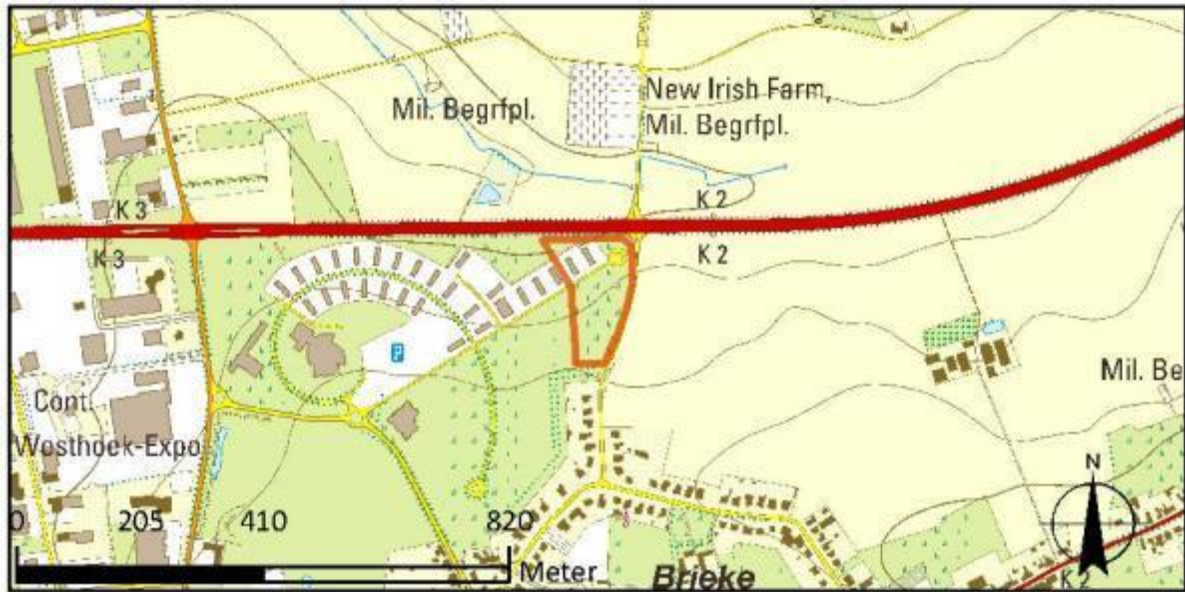 New Irish Farm,
Mil. Begrfpl.
Mil. Begrfpl.
K 3
K 2
K 3
K 2
P
Mil. Be
Cont.
Westhoek-Expo
N
0 205 410 820
Meter
Brieke
K 2